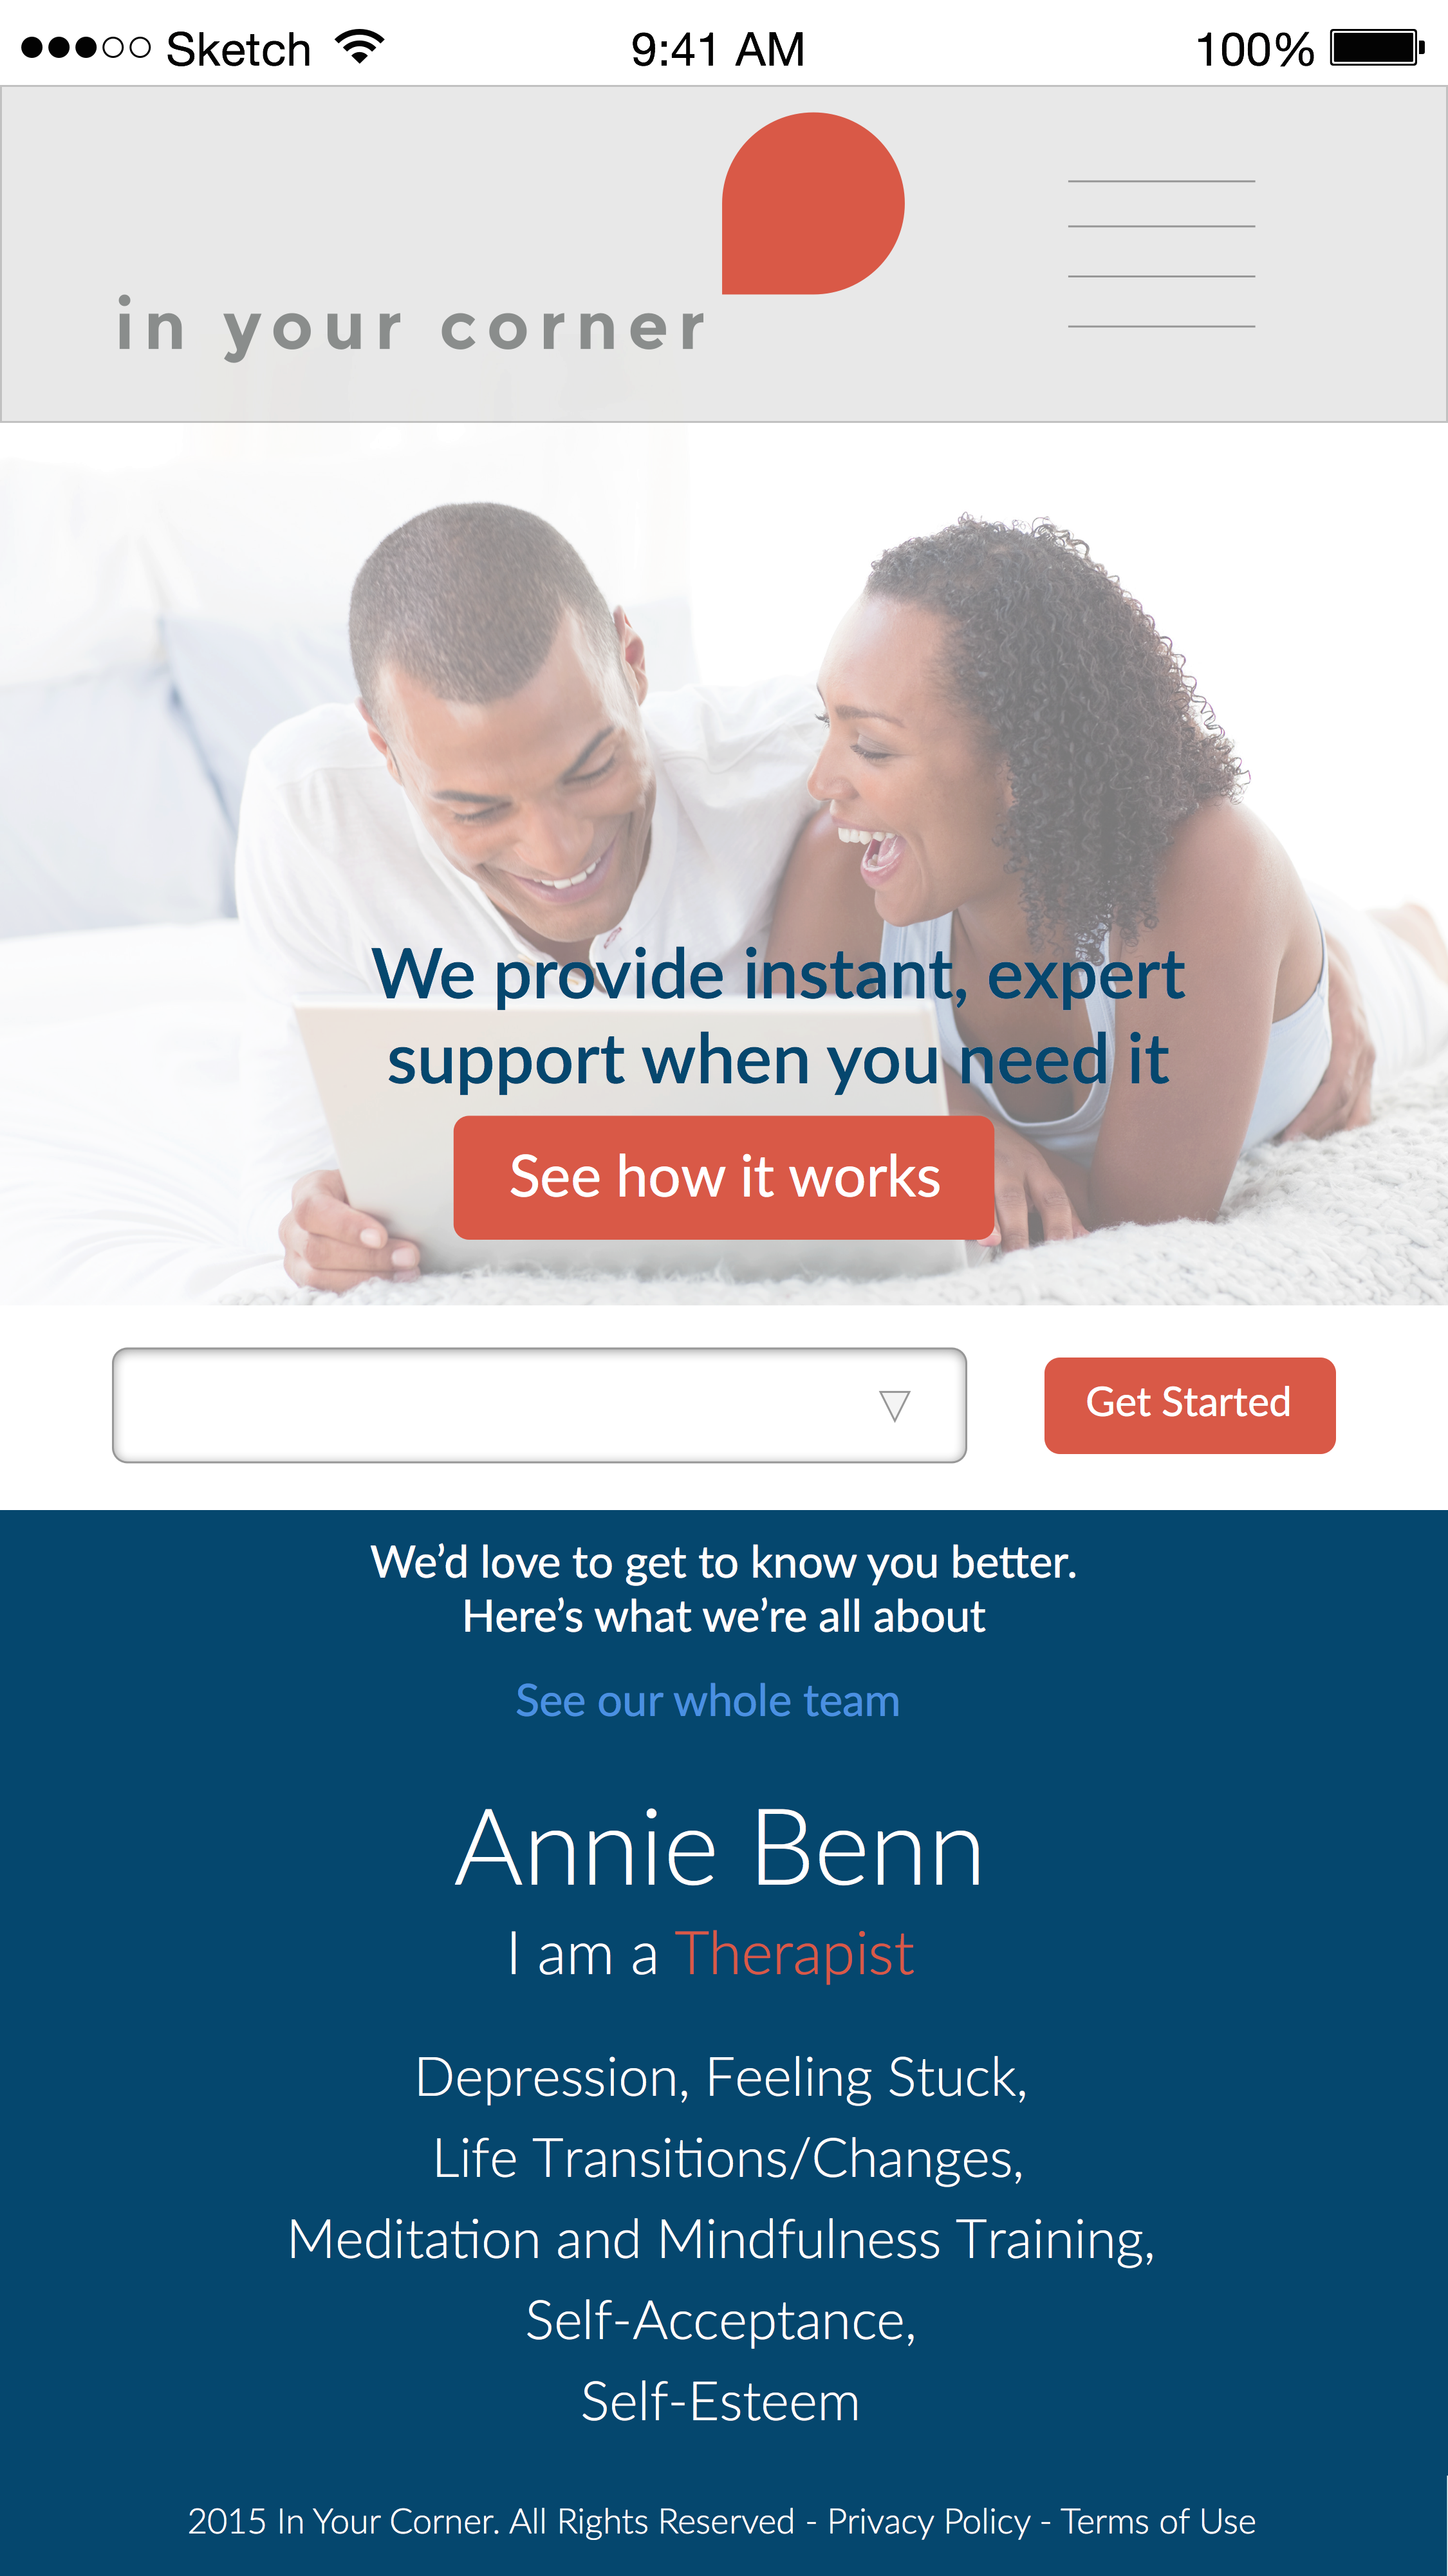 Sketch 9:41 AM 100%
in your corner
We provide instant, expert
support when you need it
See how it works
Get Started
We’d love to get to know you better.
Here’s what we’re all about
See our whole team
Annie Benn
I am a Therapist
Depression, Feeling Stuck,
Life Transitions/Changes,
Meditation and Mindfulness Training,
Self-Acceptance,
Self-Esteem
2015 In Your Corner. All Rights Reserved - Privacy Policy - Terms of Use